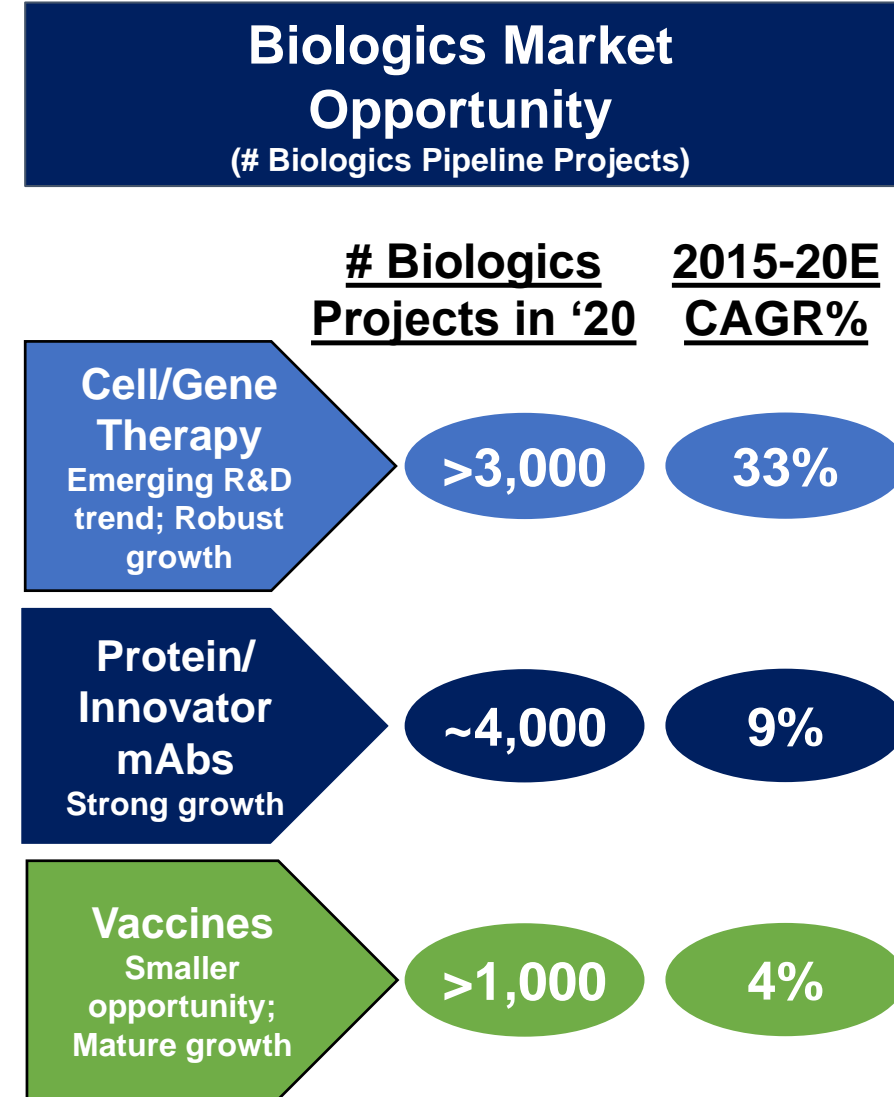 Biologics Market
Opportunity
(# Biologics Pipeline Projects)
# Biologics
Projects in ‘20
2015-20E
CAGR%
Cell/Gene
Therapy
Emerging R&D
trend; Robust
growth
>3,000
33%
Protein/
Innovator
mAbs
Strong growth
~4,000
9%
Vaccines
Smaller
opportunity;
Mature growth
>1,000
4%